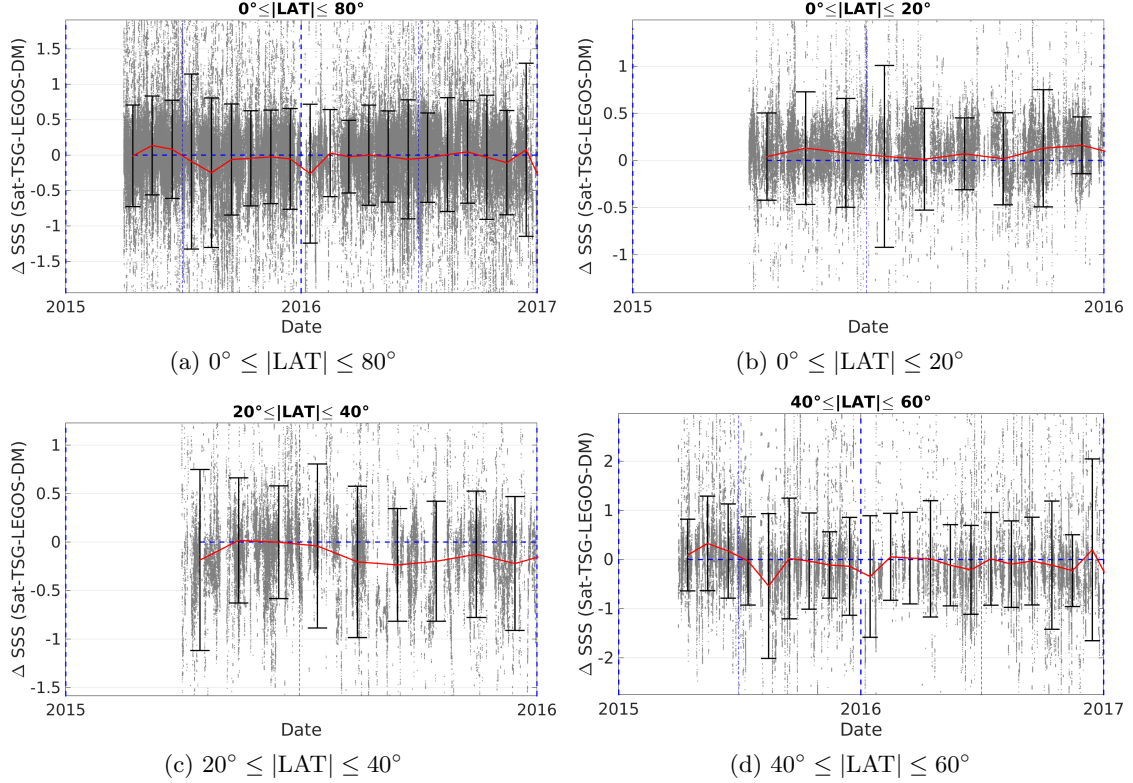 0°≤|LAT|≤ 80°
Δ SSS (Sat-TSG-LEGOS-DM)
1.5
1
0.5
0
-0.5
-1
-1.5
2015
2016
2017
Date
(a) 0° ≤ |LAT| ≤ 80°
0°≤|LAT|≤ 20°
Δ SSS (Sat-TSG-LEGOS-DM)
1
0.5
0
-0.5
-1
2015
2016
Date
(b) 0° ≤ |LAT| ≤ 20°
20°≤|LAT|≤ 40°
Δ SSS (Sat-TSG-LEGOS-DM)
1
0.5
0
-0.5
-1
-1.5
2015
2016
Date
(c) 20° ≤ |LAT| ≤ 40°
40°≤|LAT|≤ 60°
Δ SSS (Sat-TSG-LEGOS-DM)
2
1
0
-1
-2
2015
2016
2017
Date
(d) 40° ≤ |LAT| ≤ 60°